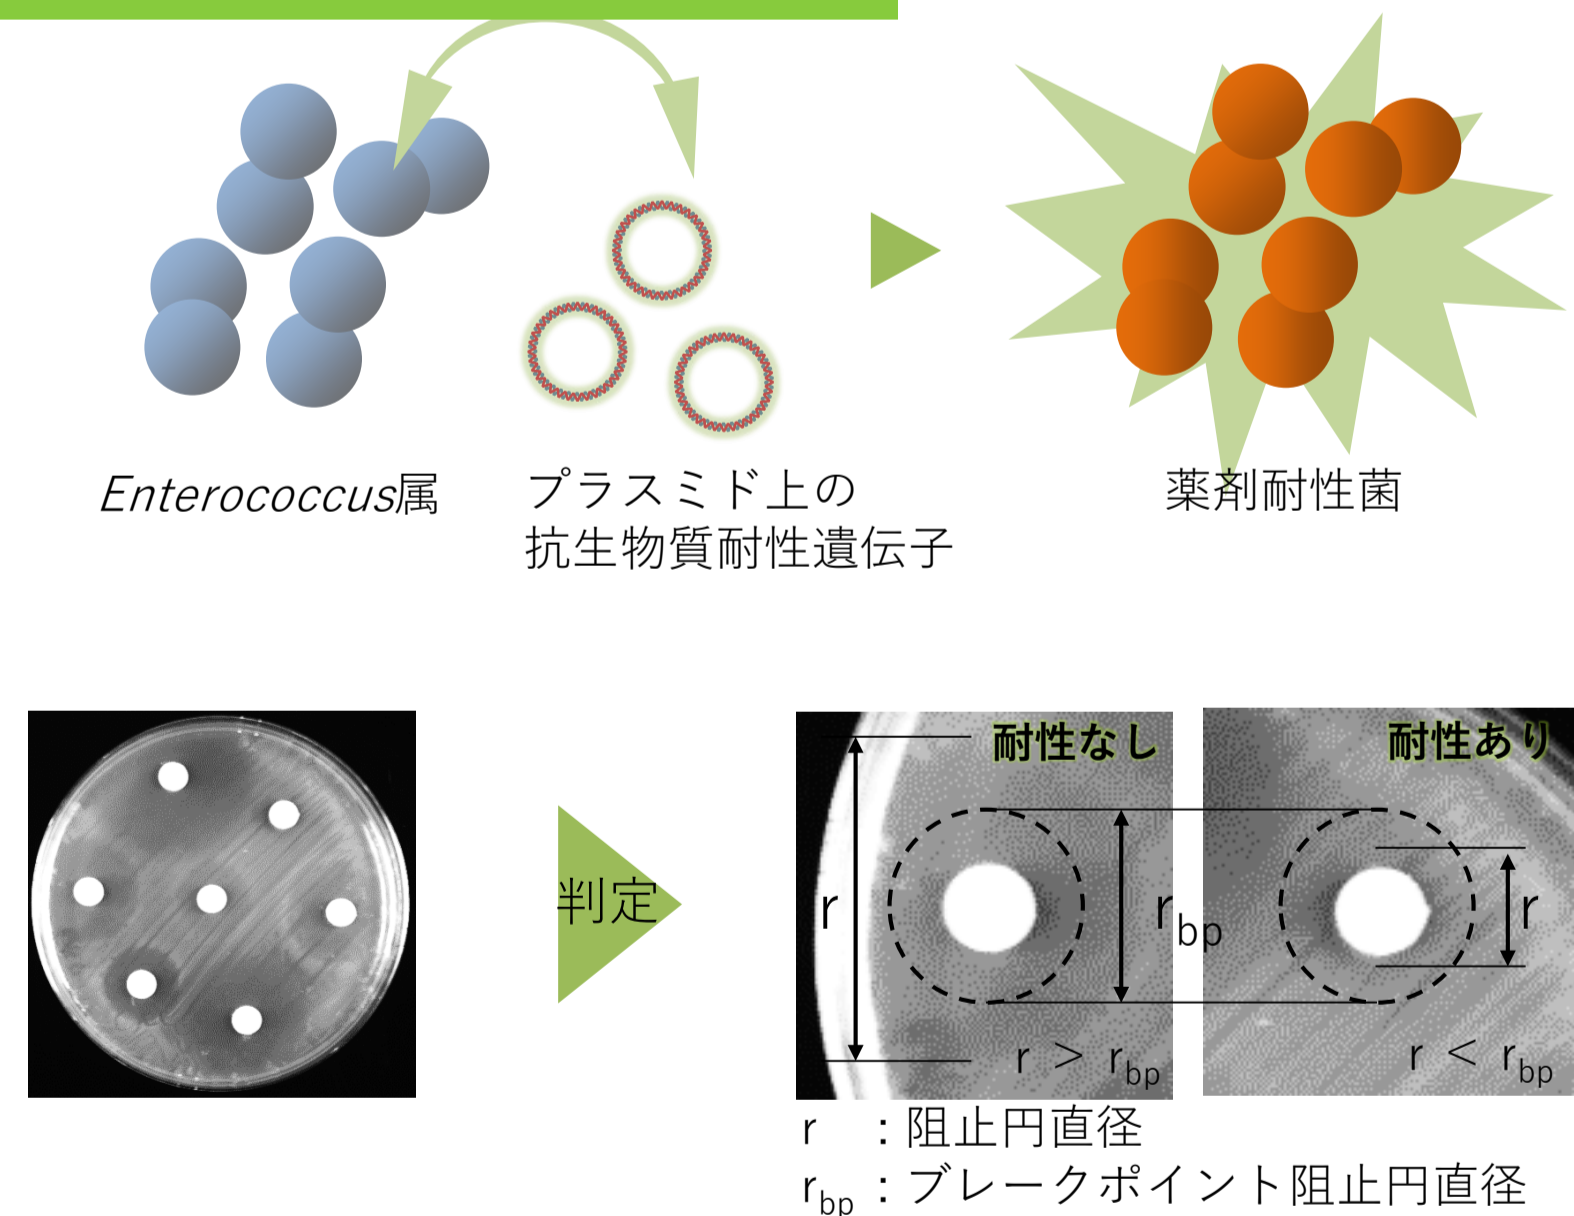 Enterococcus属
プラスミド上の
抗生物質耐性遺伝子
薬剤耐性菌
判定
耐性なし
耐性あり
r
rbp
r
r > rbp
r < rbp
r ：阻止円直径
rbp ：ブレークポイント阻止円直径